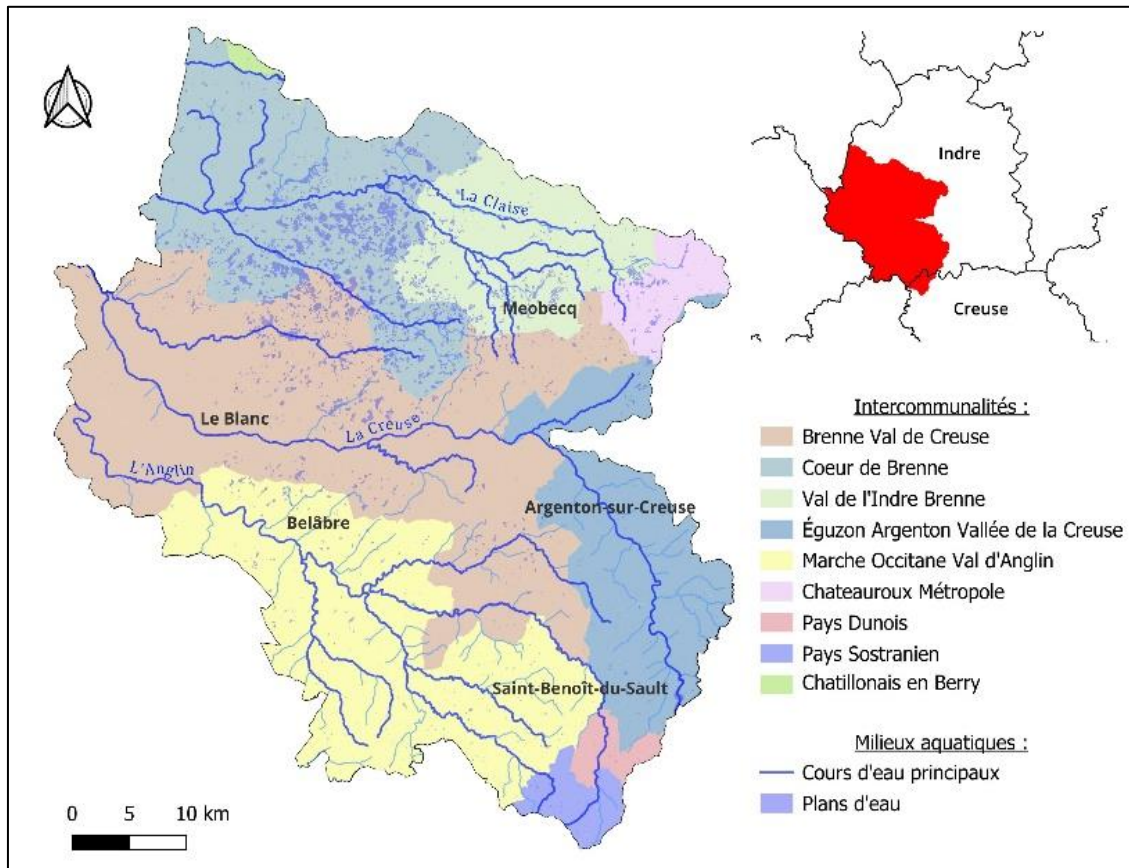 La Claise
Meobecq
Le Blanc
La Creuse
L'Anglin
Belâbre
Argenton-sur-Creuse
Saint-Benoît-du-Sault
0 5 10 km
Indre
Creuse
Intercommunalités :
Brenne Val de Creuse
Coeur de Brenne
Val de l'Indre Brenne
Éguzon Argenton Vallée de la Creuse
Marche Occitane Val d'Anglin
Chateauroux Métropole
Pays Dunois
Pays Sostranien
Chatillonais en Berry
Milieux aquatiques :
Cours d'eau principaux
Plans d'eau